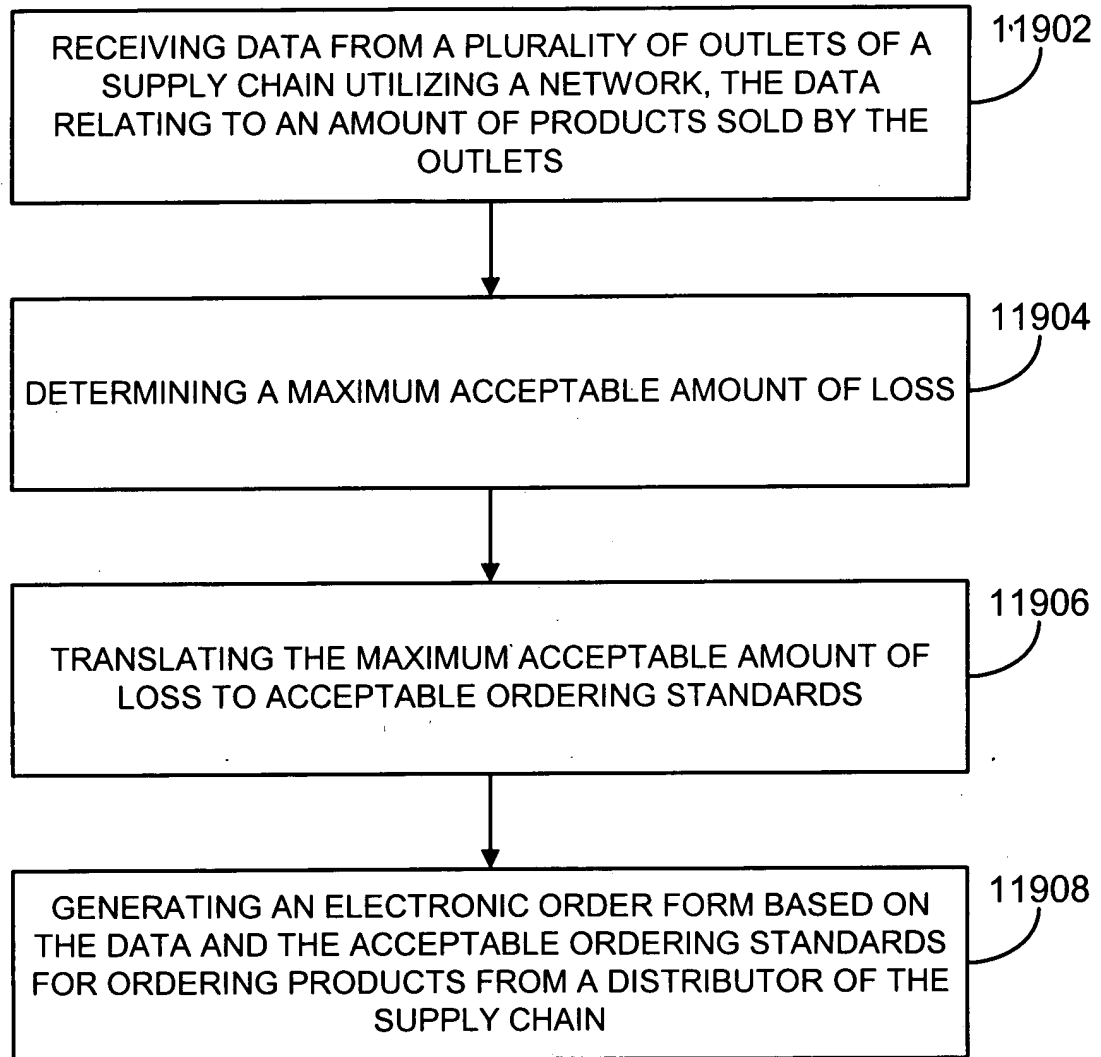 RECEIVING DATA FROM A PLURALITY OF OUTLETS OF A
SUPPLY CHAIN UTILIZING A NETWORK, THE DATA
RELATING TO AN AMOUNT OF PRODUCTS SOLD BY THE
OUTLETS
11902
DETERMINING A MAXIMUM ACCEPTABLE AMOUNT OF LOSS
11904
TRANSLATING THE MAXIMUM ACCEPTABLE AMOUNT OF
LOSS TO ACCEPTABLE ORDERING STANDARDS
11906
GENERATING AN ELECTRONIC ORDER FORM BASED ON
THE DATA AND THE ACCEPTABLE ORDERING STANDARDS
FOR ORDERING PRODUCTS FROM A DISTRIBUTOR OF THE
SUPPLY CHAIN
11908